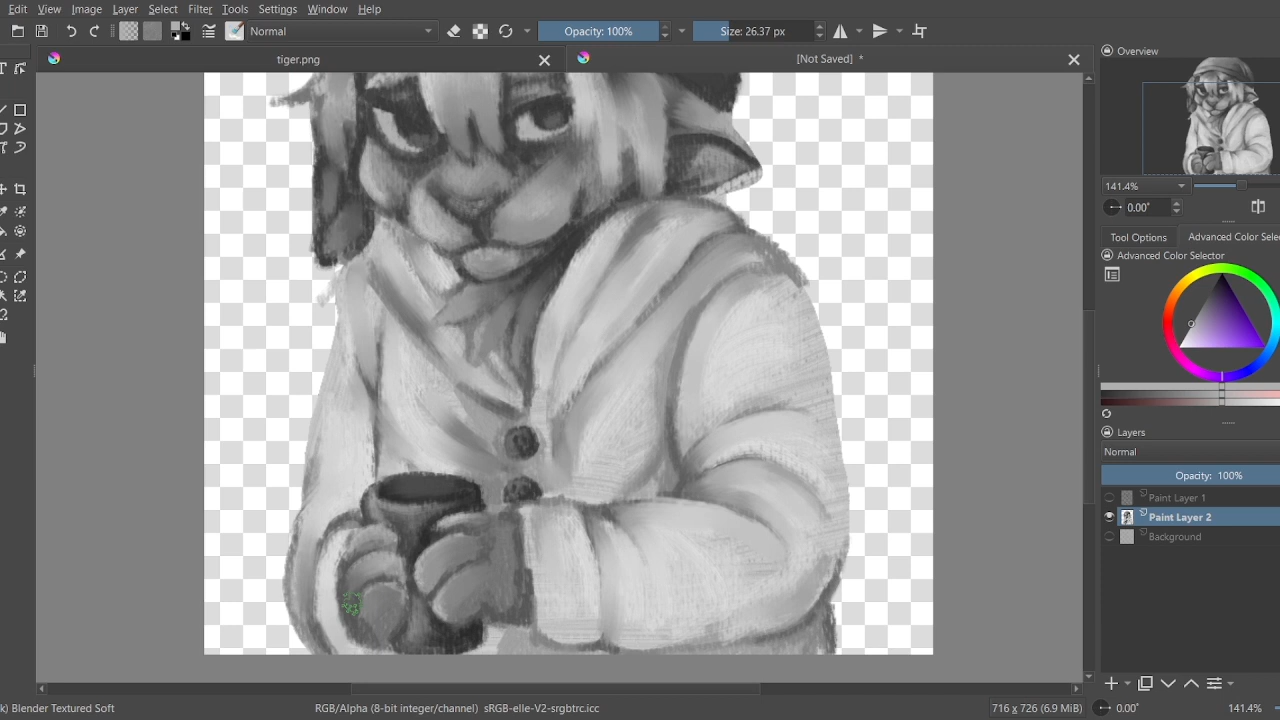 Edit View Image Layer Select Filter Tools Settings Window Help
Normal Opacity: 100% Size: 26.37 px
tiger.png [Not Saved] *
Overview
141.4%
0.00°
Tool Options Advanced Color Sele
Advanced Color Selector
Layers
Normal
Opacity: 100%
Paint Layer 1
Paint Layer 2
Background
k) Blender Textured Soft RGB/Alpha (8-bit integer/channel) sRGB-elle-V2-srgbtrc.icc 716 x 726 (6.9 MiB) 0.00° 141.4%